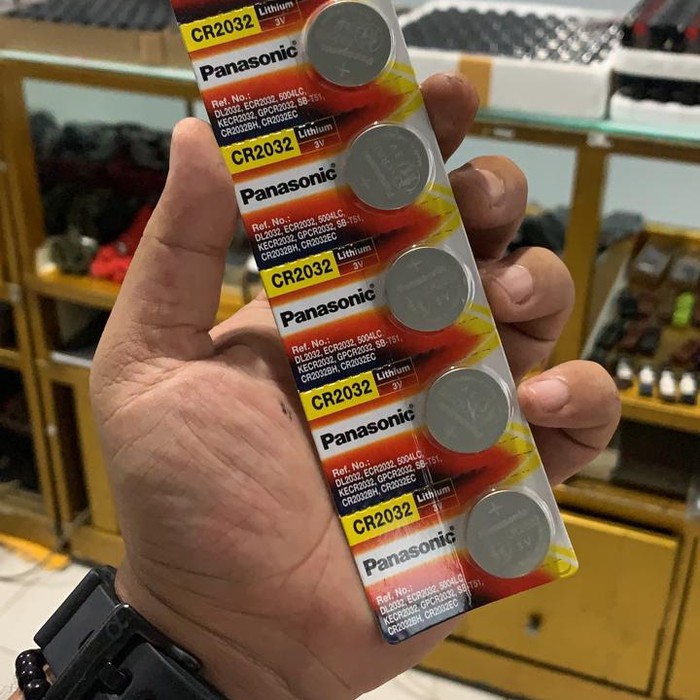 CR2032 Lithium 3V
Panasonic
Ref. No.:
DL2032, ECR2032, 5004LC,
KECR2032, GPCR2032, SB-T51,
CR2032BH, CR2032EC
CR2032 Lithium 3V
Panasonic
Ref. No.:
DL2032, ECR2032, 5004LC,
KECR2032, GPCR2032, SB-T51,
CR2032BH, CR2032EC
CR2032 Lithium 3V
Panasonic
Ref. No.:
DL2032, ECR2032, 5004LC,
KECR2032, GPCR2032, SB-T51,
CR2032BH, CR2032EC
CR2032 Lithium 3V
Panasonic
Ref. No.:
DL2032, ECR2032, 5004LC,
KECR2032, GPCR2032, SB-T51,
CR2032BH, CR2032EC
CR2032 Lithium 3V
Panasonic
Ref. No.:
DL2032, ECR2032, 5004LC,
KECR2032, GPCR2032, SB-T51,
CR2032BH, CR2032EC